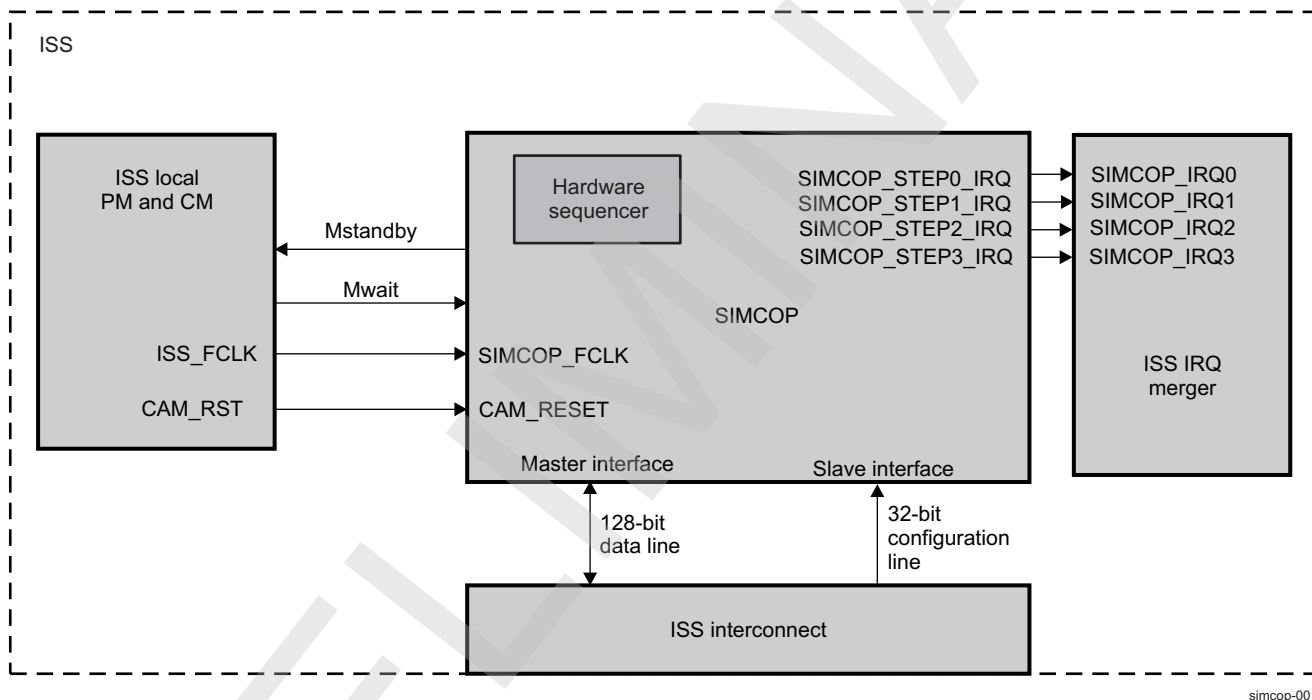 ISS
ISS local
PM and CM
Mstandby
Mwait
ISS_FCLK
CAM_RST
Hardware
sequencer
SIMCOP_STEP0_IRQ
SIMCOP_STEP1_IRQ
SIMCOP_STEP2_IRQ
SIMCOP_STEP3_IRQ
SIMCOP
SIMCOP_FCLK
CAM_RESET
Master interface
Slave interface
SIMCOP_IRQ0
SIMCOP_IRQ1
SIMCOP_IRQ2
SIMCOP_IRQ3
ISS IRQ
merger
128-bit
data line
32-bit
configuration
line
ISS interconnect
simcop-00